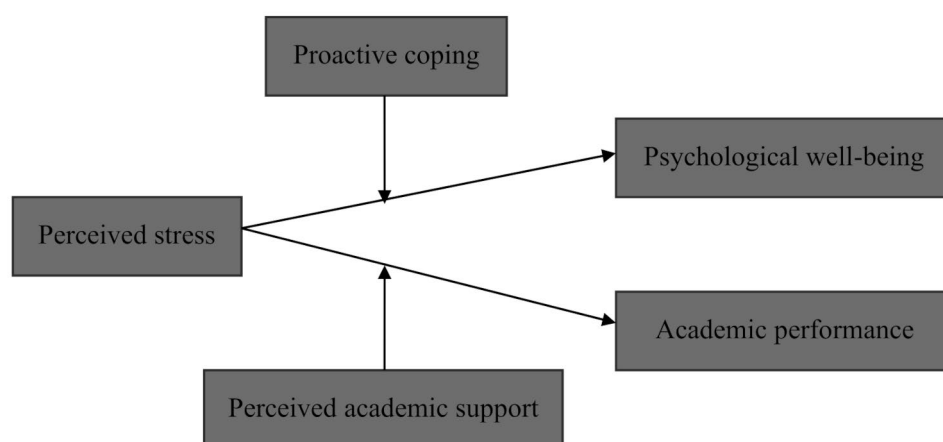 Proactive coping
Psychological well-being
Perceived stress
Academic performance
Perceived academic support